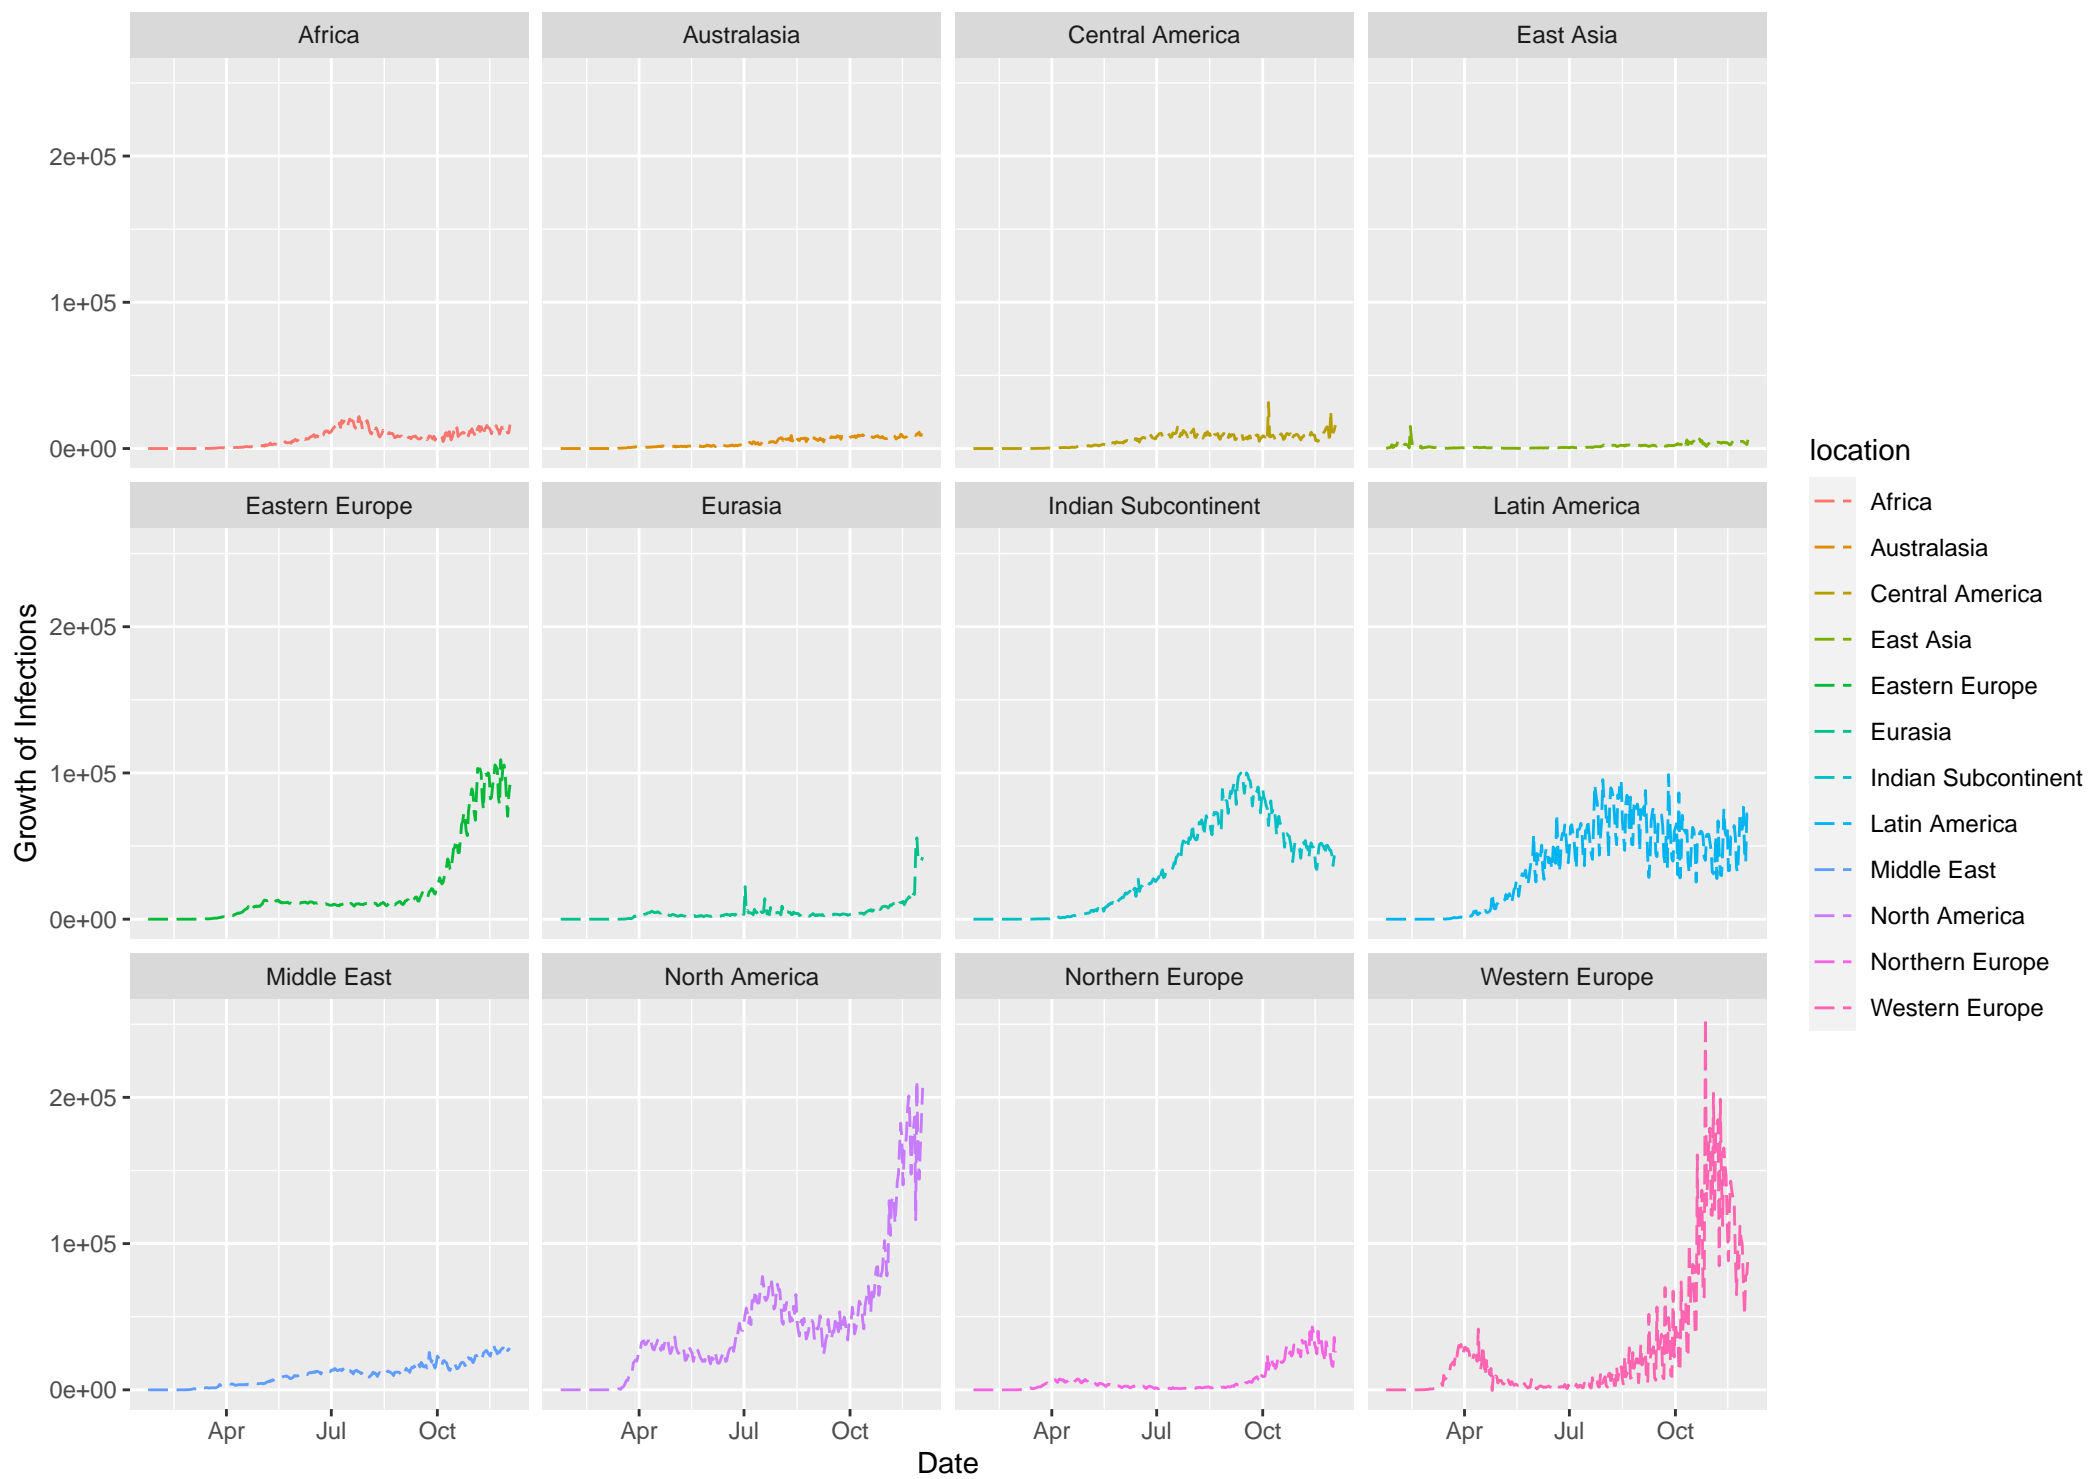 Africa
Australasia
Central America
East Asia
2e+05
1e+05
0e+00
Eastern Europe
Eurasia
Indian Subcontinent
Latin America
2e+05
1e+05
0e+00
Middle East
North America
Northern Europe
Western Europe
2e+05
1e+05
0e+00
Apr Jul Oct
Apr Jul Oct
Apr Jul Oct
Apr Jul Oct
Date
Growth of Infections
location
Africa
Australasia
Central America
East Asia
Eastern Europe
Eurasia
Indian Subcontinent
Latin America
Middle East
North America
Northern Europe
Western Europe